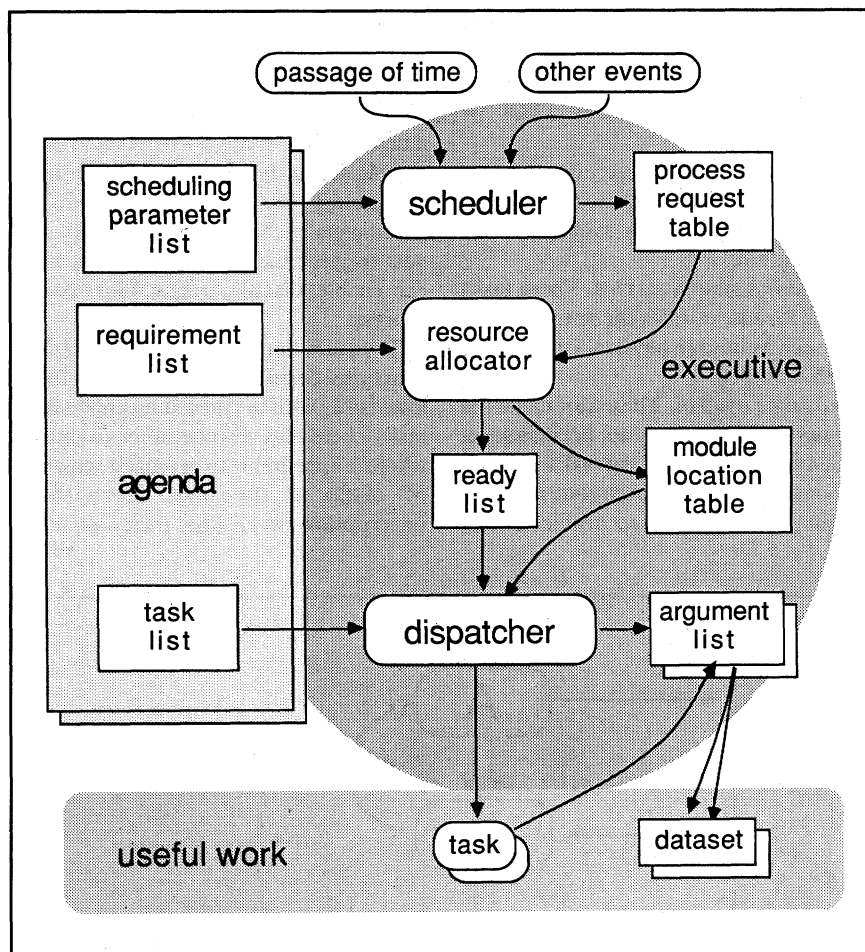 passage of time
other events
scheduling
parameter
list
scheduler
process
request
table
requirement
list
resource
allocator
executive
agenda
ready
list
module
location
table
task
list
dispatcher
argument
list
useful work
task
dataset